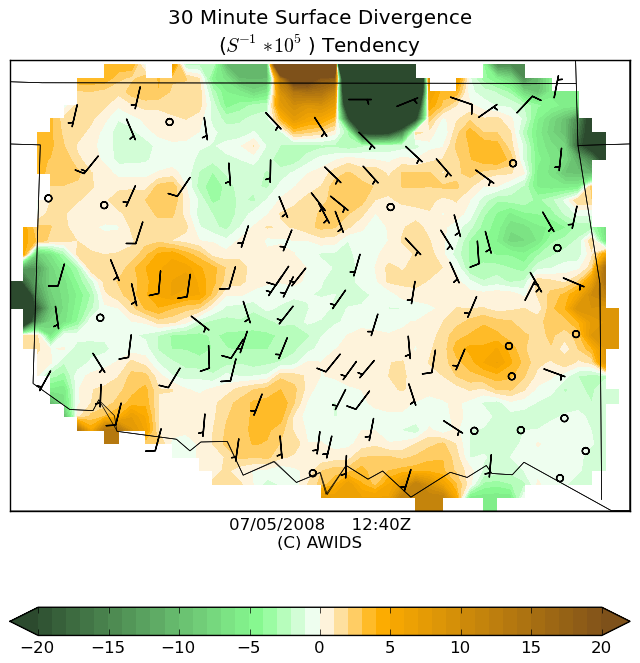 30 Minute Surface Divergence
(S⁻¹ * 10⁵ ) Tendency
07/05/2008 12:40Z
(C) AWIDS
−20 −15 −10 −5 0 5 10 15 20